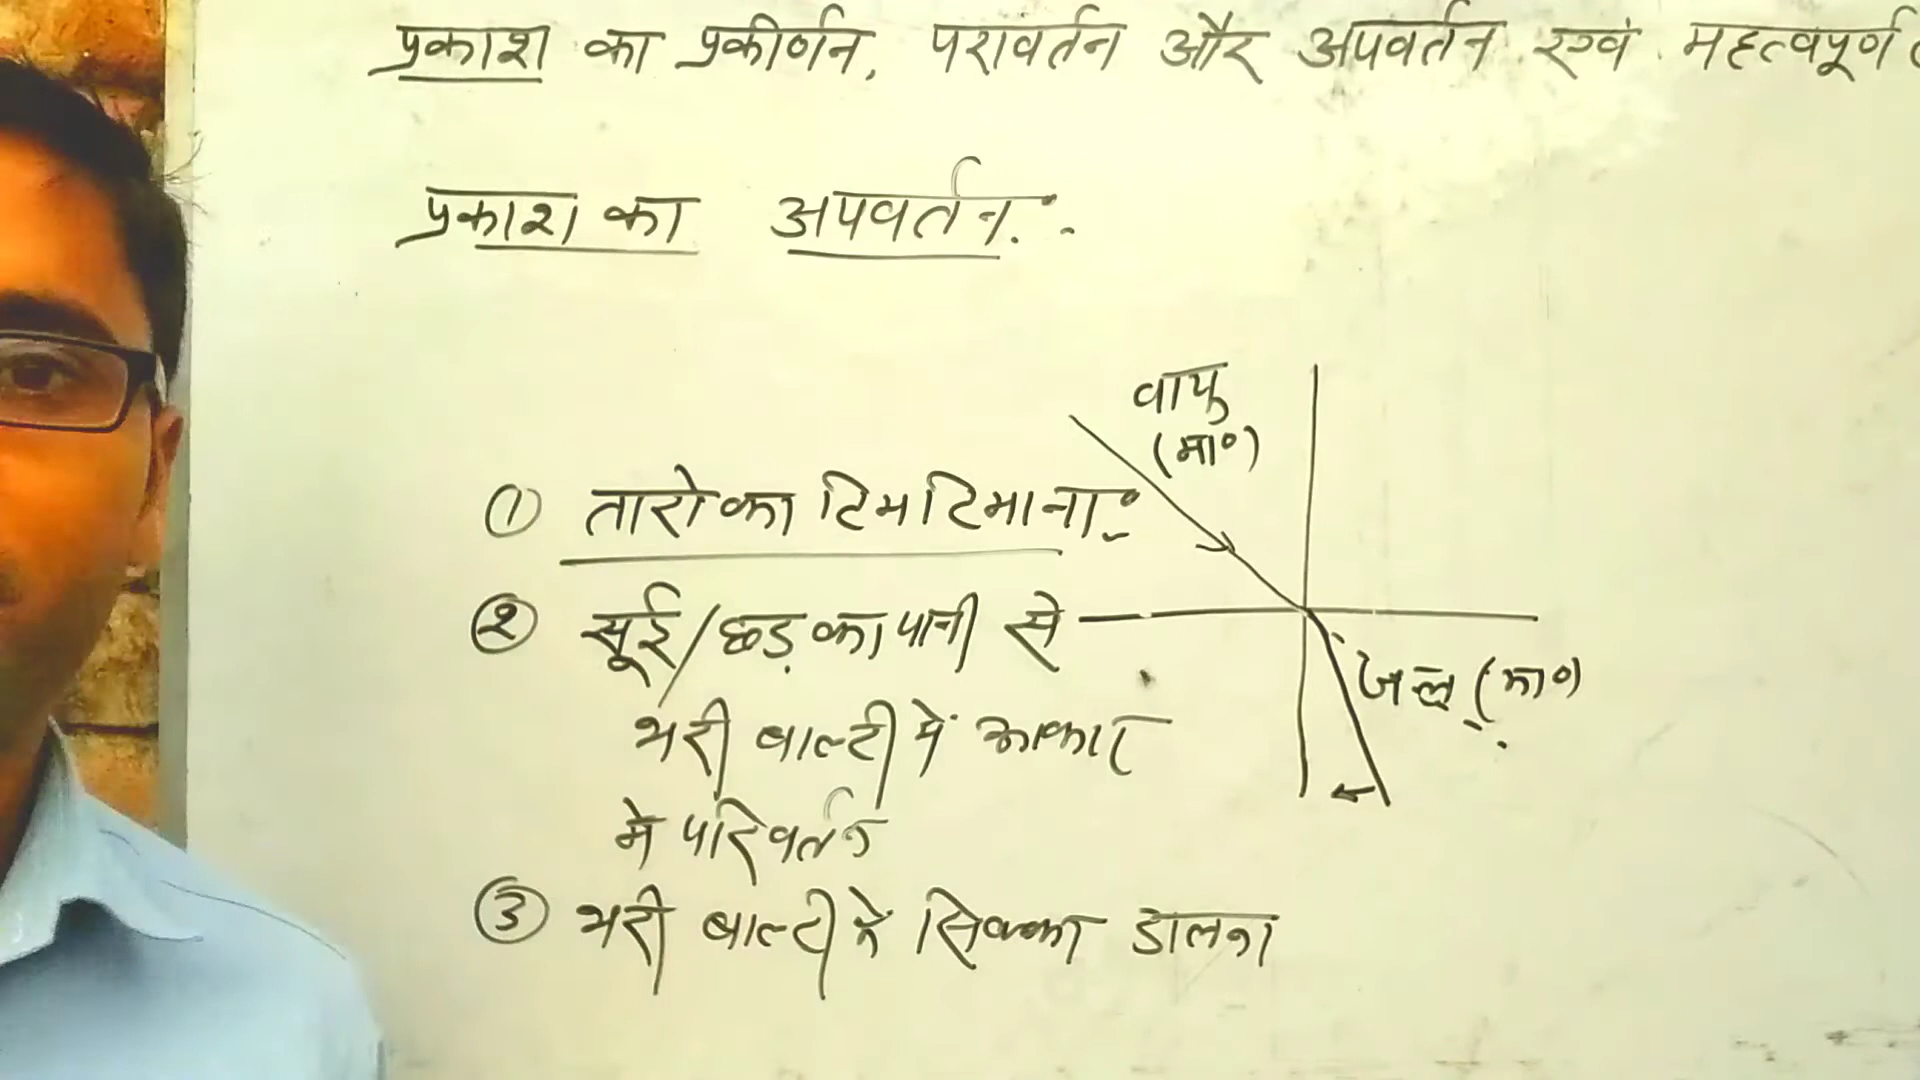 प्रकाश का प्रकीर्णन, परावर्तन और अपवर्तन एवं महत्वपूर्ण
प्रकाश का अपवर्तन :-
वायु
(मा०)
① तारो का टिमटिमाना :-
② सूई/छड़ का पानी से
भरी बाल्टी में आकार
मे परिवर्तन
जल (मा०)
③ भरी बाल्टी मे सिक्का डालना